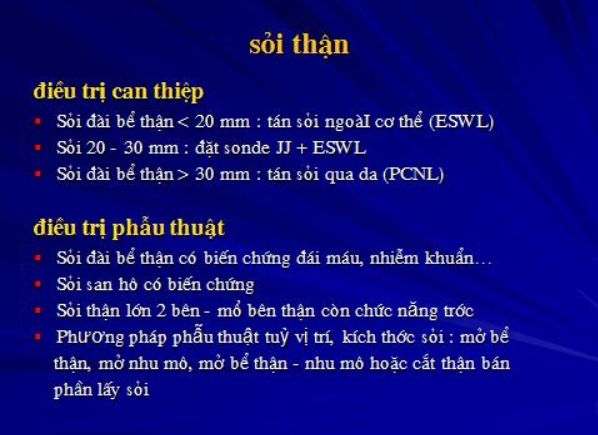 sỏi thận
điều trị can thiệp
Sỏi đài bể thận < 20 mm : tán sỏi ngoàI cơ thể (ESWL)
Sỏi 20 - 30 mm : đặt sonde JJ + ESWL
Sỏi đài bể thận > 30 mm : tán sỏi qua da (PCNL)
điều trị phẫu thuật
Sỏi đài bể thận có biến chứng đái máu, nhiễm khuẩn...
Sỏi san hô có biến chứng
Sỏi thận lớn 2 bên - mổ bên thận còn chức năng trớc
Phương pháp phẫu thuật tuỳ vị trí, kích thớc sỏi : mở bể
thận, mở nhu mô, mở bể thận - nhu mô hoặc cắt thận bán
phần lấy sỏi